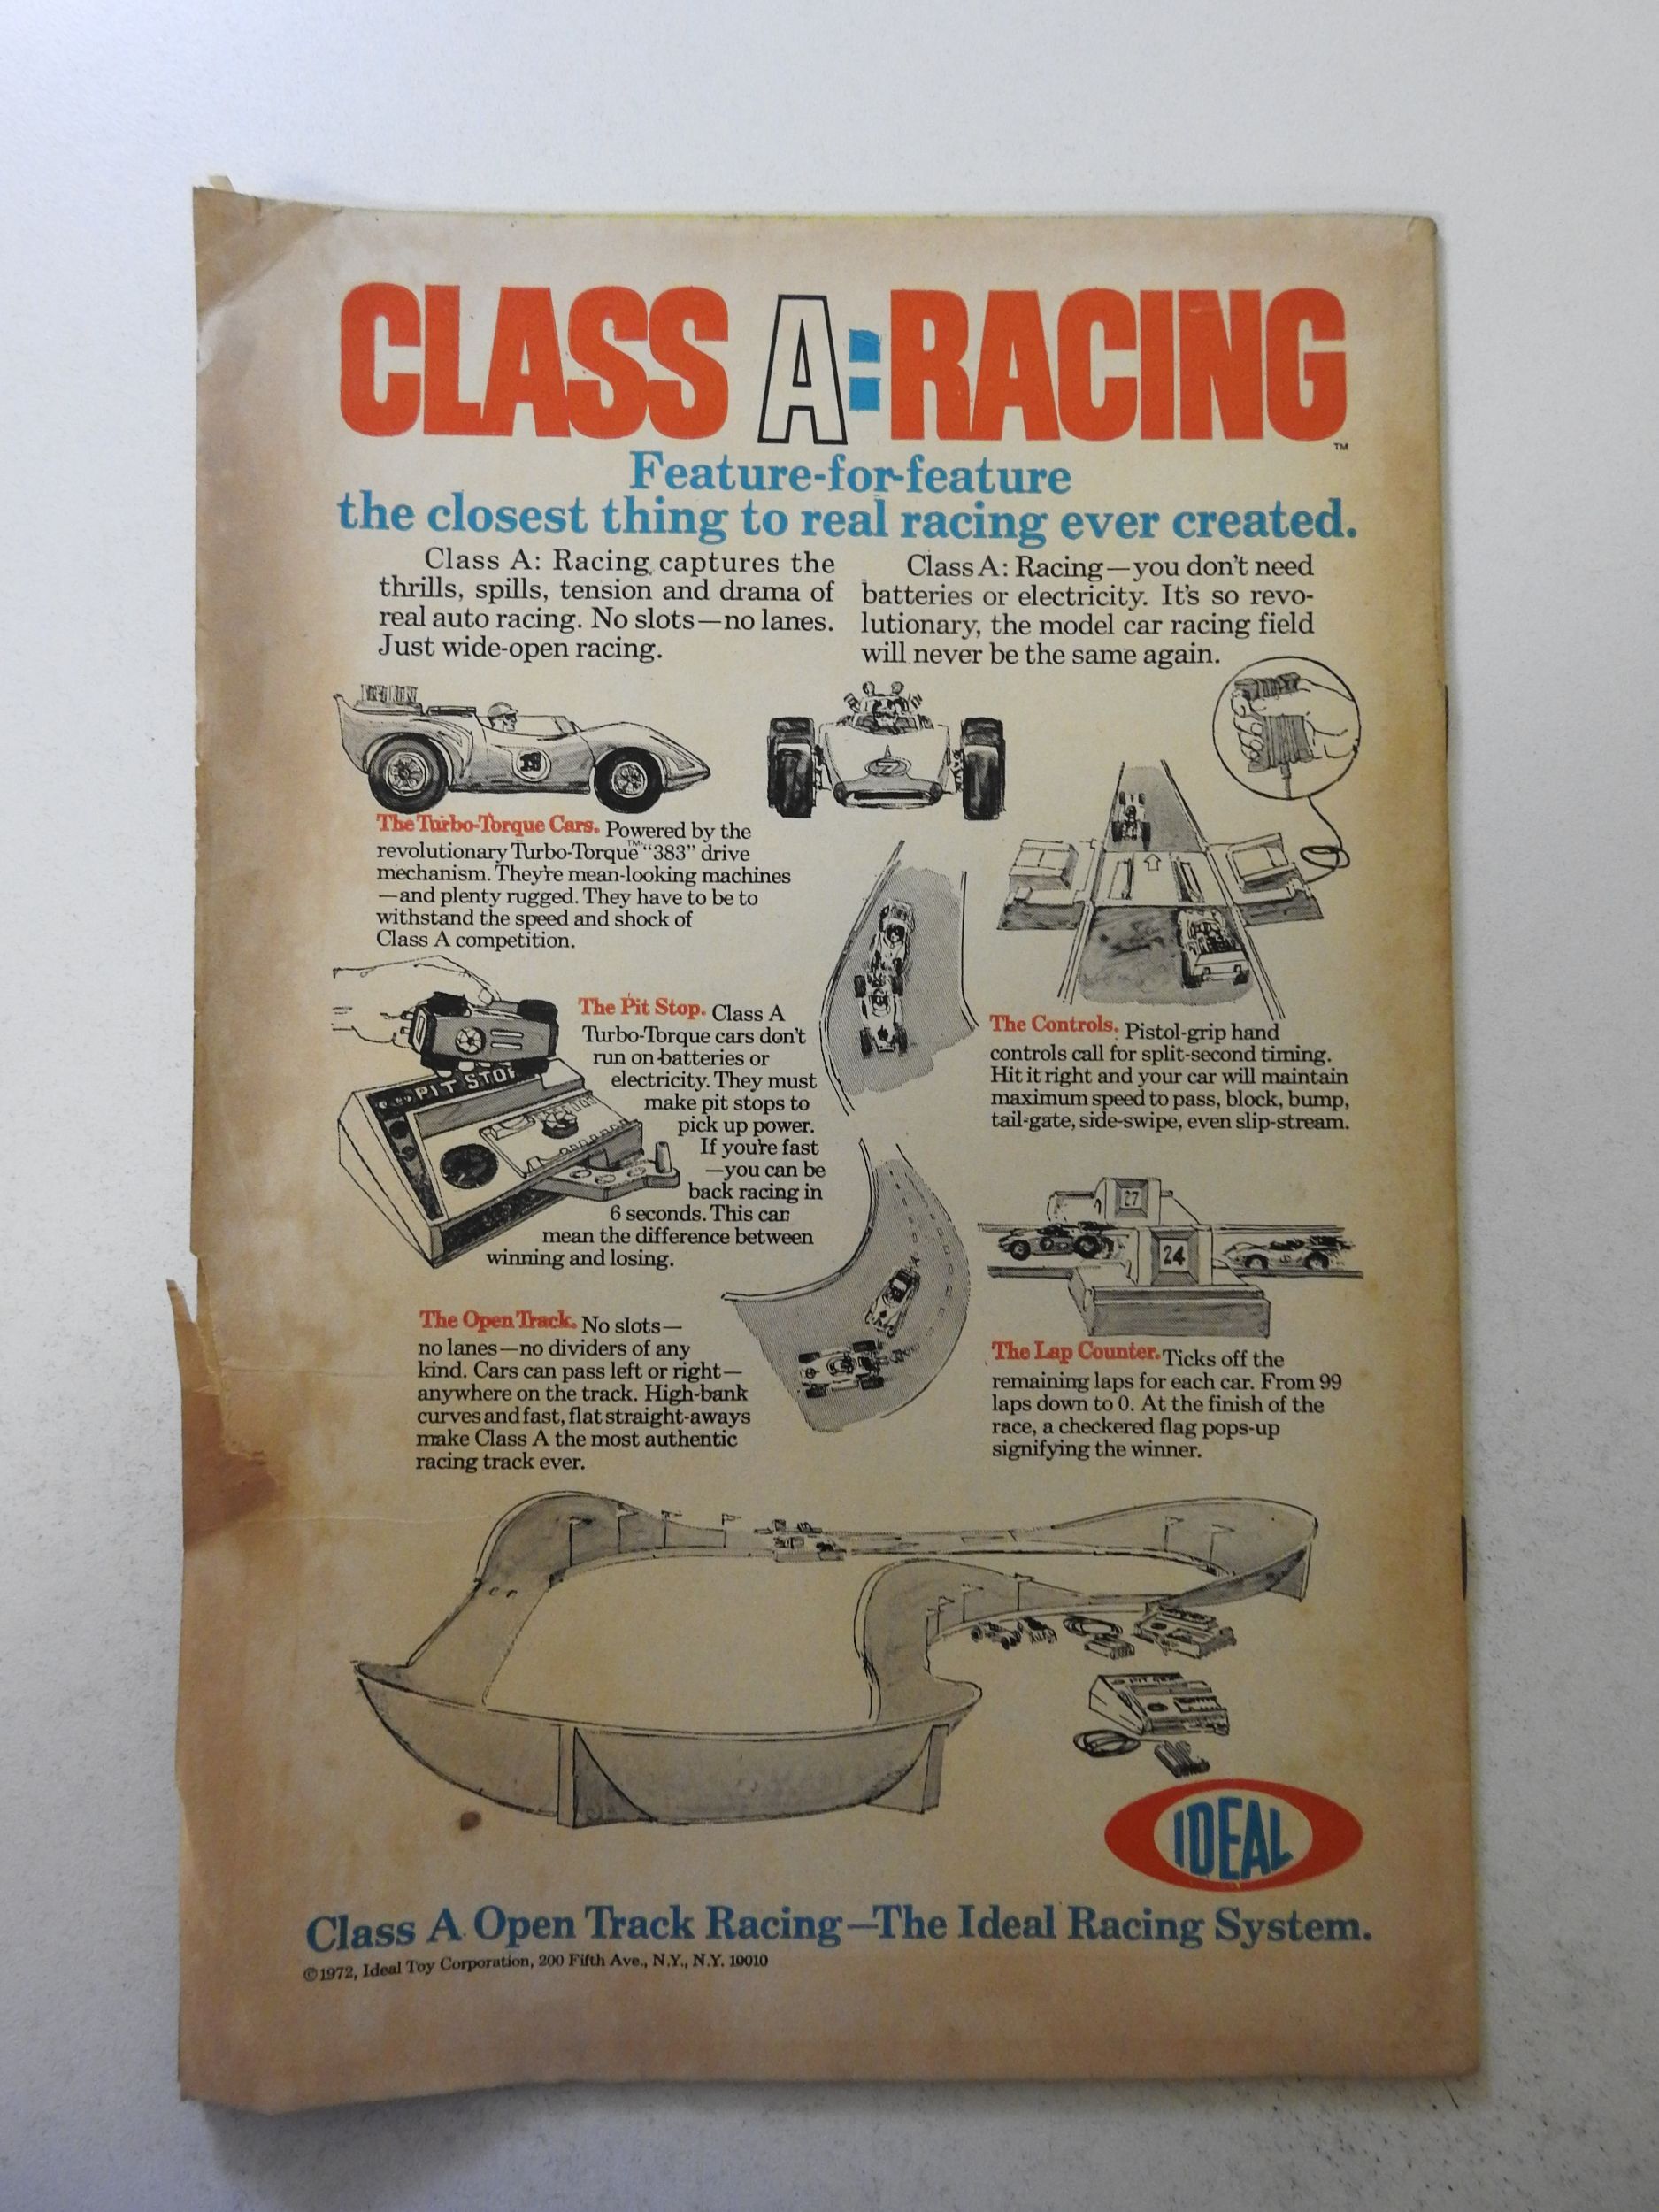 CLASS A:RACING
TM
Feature-for-feature
the closest thing to real racing ever created.
Class A: Racing captures the
thrills, spills, tension and drama of
real auto racing. No slots—no lanes.
Just wide-open racing.
Class A: Racing—you don't need
batteries or electricity. It's so revo-
lutionary, the model car racing field
will never be the same again.
The Turbo-Torque Cars. Powered by the
revolutionary Turbo-Torque™ "383" drive
mechanism. They're mean-looking machines
—and plenty rugged. They have to be to
withstand the speed and shock of
Class A competition.
The Pit Stop. Class A
Turbo-Torque cars don't
run on batteries or
electricity. They must
make pit stops to
pick up power.
If you're fast
—you can be
back racing in
6 seconds. This can
mean the difference between
winning and losing.
PIT STOP
The Controls. Pistol-grip hand
controls call for split-second timing.
Hit it right and your car will maintain
maximum speed to pass, block, bump,
tail-gate, side-swipe, even slip-stream.
27
24
The Open Track. No slots—
no lanes—no dividers of any
kind. Cars can pass left or right—
anywhere on the track. High-bank
curves and fast, flat straight-aways
make Class A the most authentic
racing track ever.
The Lap Counter. Ticks off the
remaining laps for each car. From 99
laps down to 0. At the finish of the
race, a checkered flag pops-up
signifying the winner.
IDEAL
Class A Open Track Racing—The Ideal Racing System.
©1972, Ideal Toy Corporation, 200 Fifth Ave., N.Y., N.Y. 10010